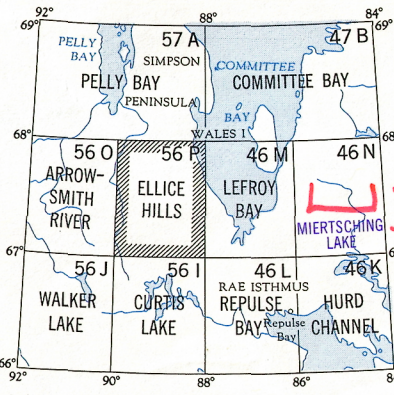 92°
88°
84°
69°
69°
57 A
47 B
PELLY
BAY
SIMPSON
COMMITTEE
PELLY BAY
COMMITTEE BAY
PENINSULA
BAY
WALES I
68°
68°
56 O
56 P
46 M
46 N
ARROW-
SMITH
RIVER
ELLICE
HILLS
LEFROY
BAY
MIERTSCHING
LAKE
67°
67°
56 J
56 I
46 L
46 K
RAE ISTHMUS
WALKER
LAKE
CURTIS
LAKE
REPULSE
BAY
Repulse
Bay
HURD
CHANNEL
66°
66°
92°
90°
88°
86°
84°